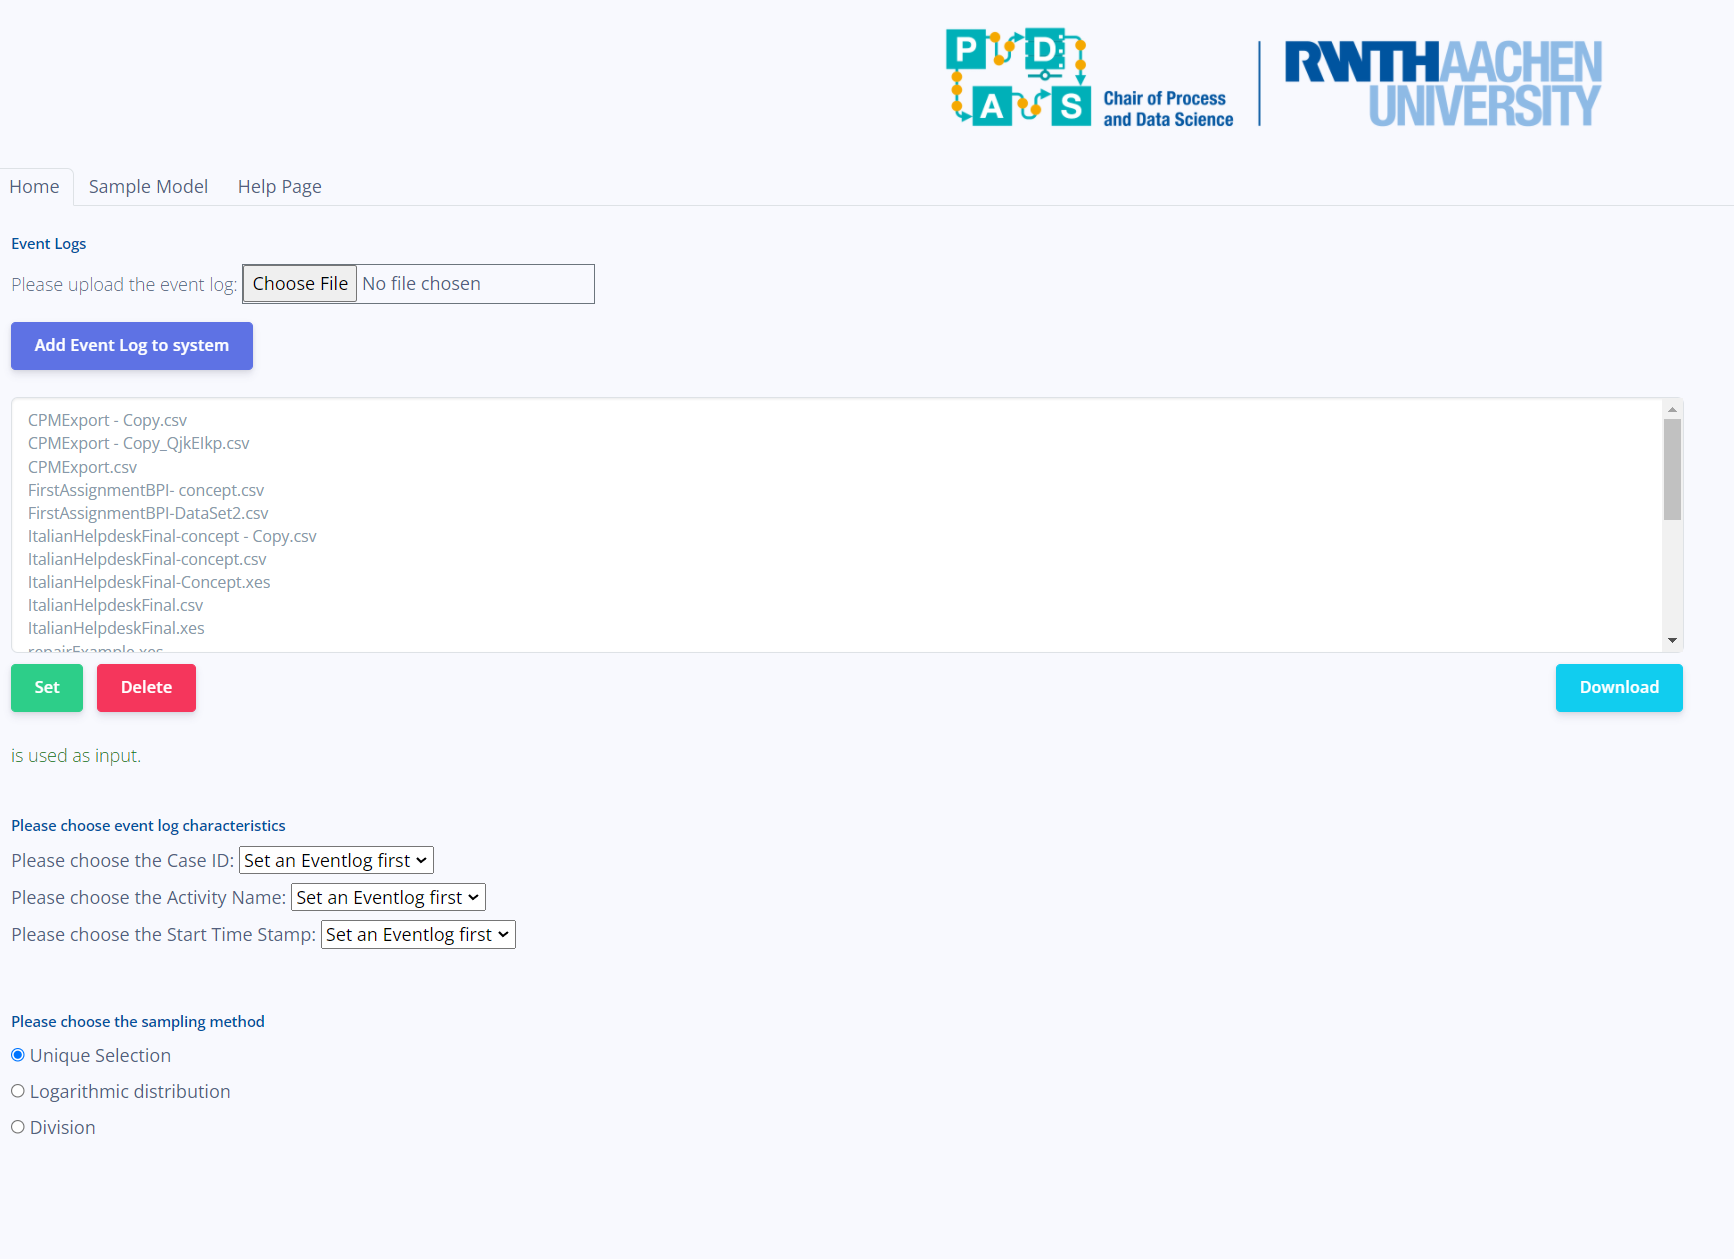 P D
A S
Chair of Process
and Data Science
RWTHAACHEN
UNIVERSITY
Home Sample Model Help Page
Event Logs
Please upload the event log: Choose File No file chosen
Add Event Log to system
CPMExport - Copy.csv
CPMExport - Copy_QjkEIkp.csv
CPMExport.csv
FirstAssignmentBPI- concept.csv
FirstAssignmentBPI-DataSet2.csv
ItalianHelpdeskFinal-concept - Copy.csv
ItalianHelpdeskFinal-concept.csv
ItalianHelpdeskFinal-Concept.xes
ItalianHelpdeskFinal.csv
ItalianHelpdeskFinal.xes
repairExample.xes
Set Delete Download
is used as input.
Please choose event log characteristics
Please choose the Case ID: Set an Eventlog first
Please choose the Activity Name: Set an Eventlog first
Please choose the Start Time Stamp: Set an Eventlog first
Please choose the sampling method
Unique Selection
Logarithmic distribution
Division